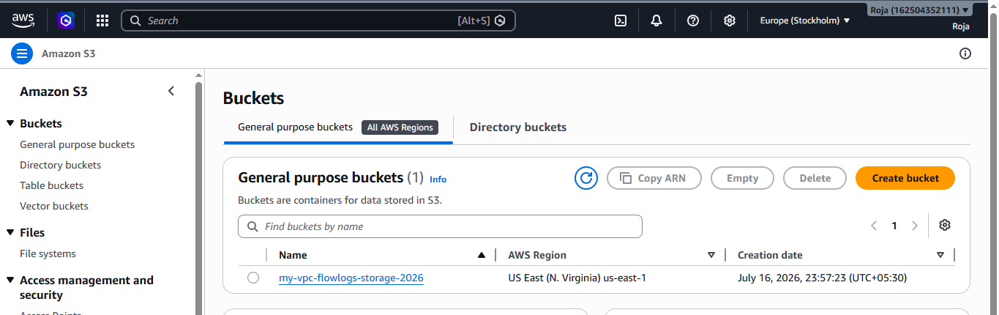 Roja (162504352111)
aws
Search [Alt+S]
Europe (Stockholm)
Roja
Amazon S3
Amazon S3
Buckets
General purpose buckets
Directory buckets
Table buckets
Vector buckets
Files
File systems
Access management and
security
Access Points
Buckets
General purpose buckets All AWS Regions Directory buckets
General purpose buckets (1) Info
Copy ARN Empty Delete Create bucket
Buckets are containers for data stored in S3.
Find buckets by name
1
Name AWS Region Creation date
my-vpc-flowlogs-storage-2026 US East (N. Virginia) us-east-1 July 16, 2026, 23:57:23 (UTC+05:30)